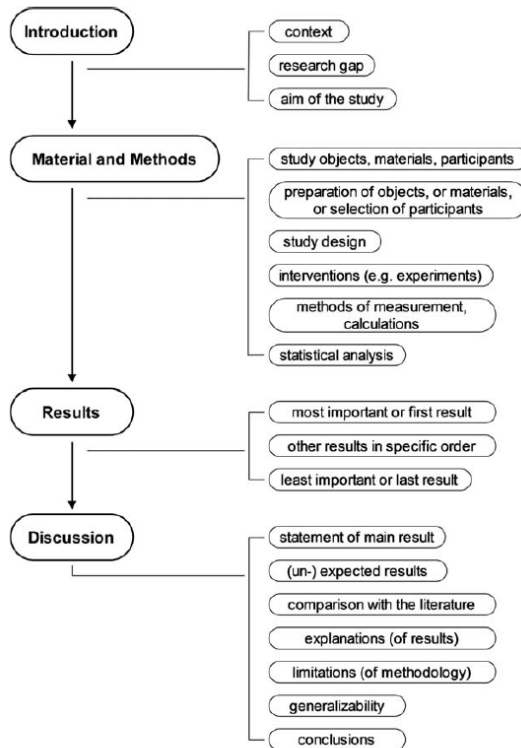 Introduction
context
research gap
aim of the study
Material and Methods
study objects, materials, participants
preparation of objects, or materials,
or selection of participants
study design
interventions (e.g. experiments)
methods of measurement,
calculations
statistical analysis
Results
most important or first result
other results in specific order
least important or last result
Discussion
statement of main result
(un-) expected results
comparison with the literature
explanations (of results)
limitations (of methodology)
generalizability
conclusions